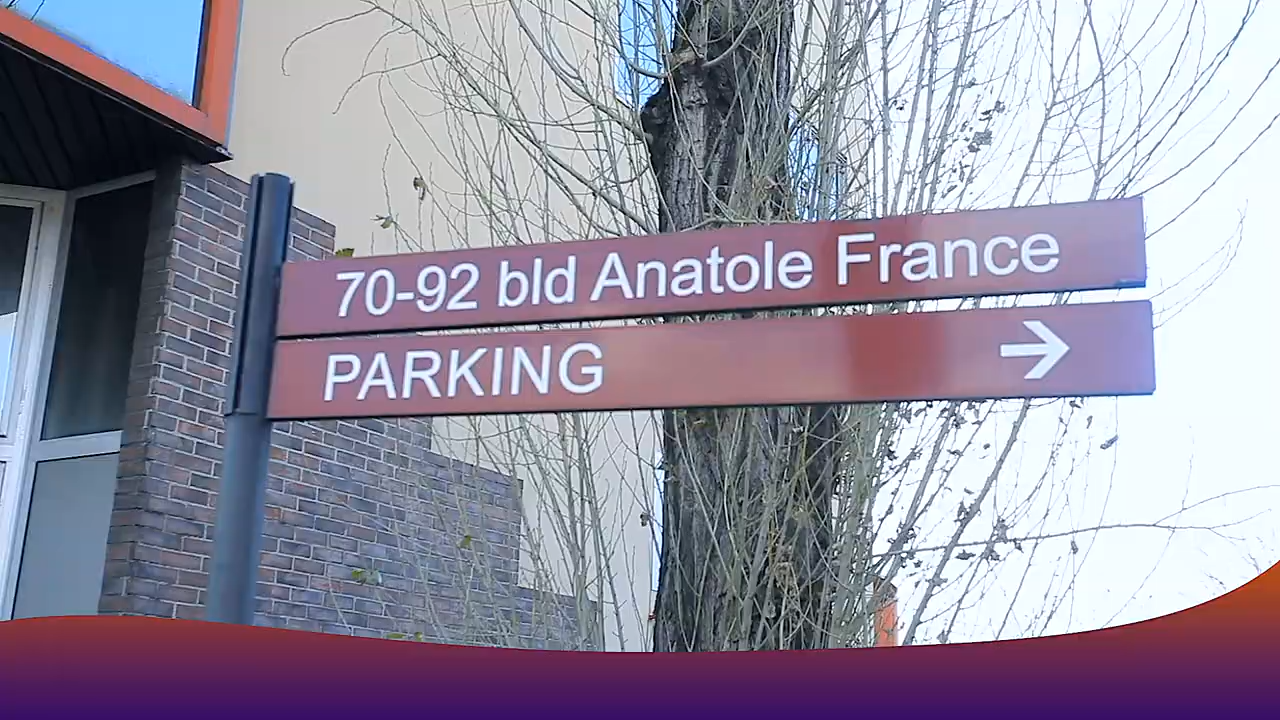 70-92 bld Anatole France
PARKING →